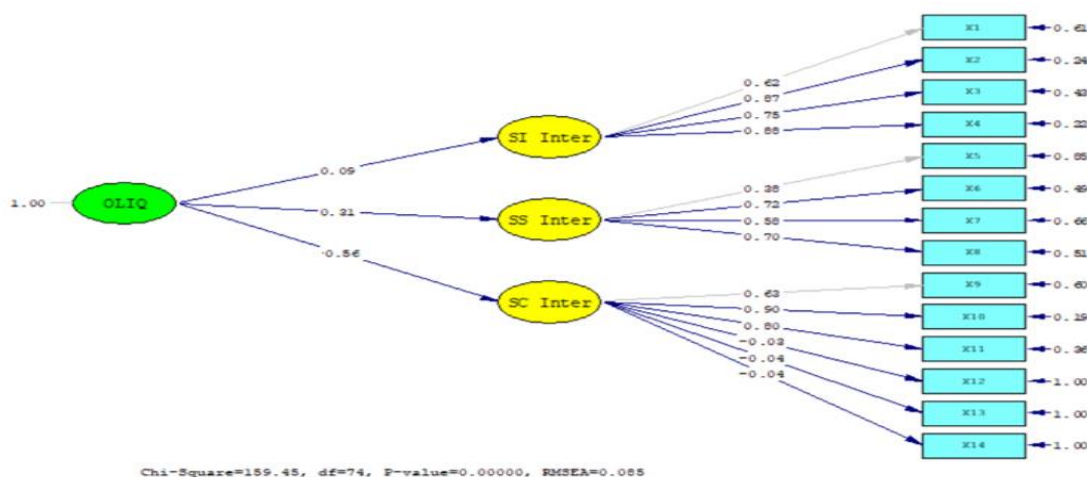 X1 0.61
X2 0.24
0.62
0.87
X3 0.43
0.75
0.88
X4 0.22
SI Inter
X5 0.85
0.09
0.38
X6 0.49
1.00 OLIQ
0.72
0.31
SS Inter
0.58
X7 0.66
0.70
X8 0.51
0.56
X9 0.60
0.63
SC Inter
0.90
X10 0.19
0.80
X11 0.36
-0.03
-0.04
X12 1.00
-0.04
X13 1.00
X14 1.00
Chi-Square=159.45, df=74, P-value=0.00000, RMSEA=0.085